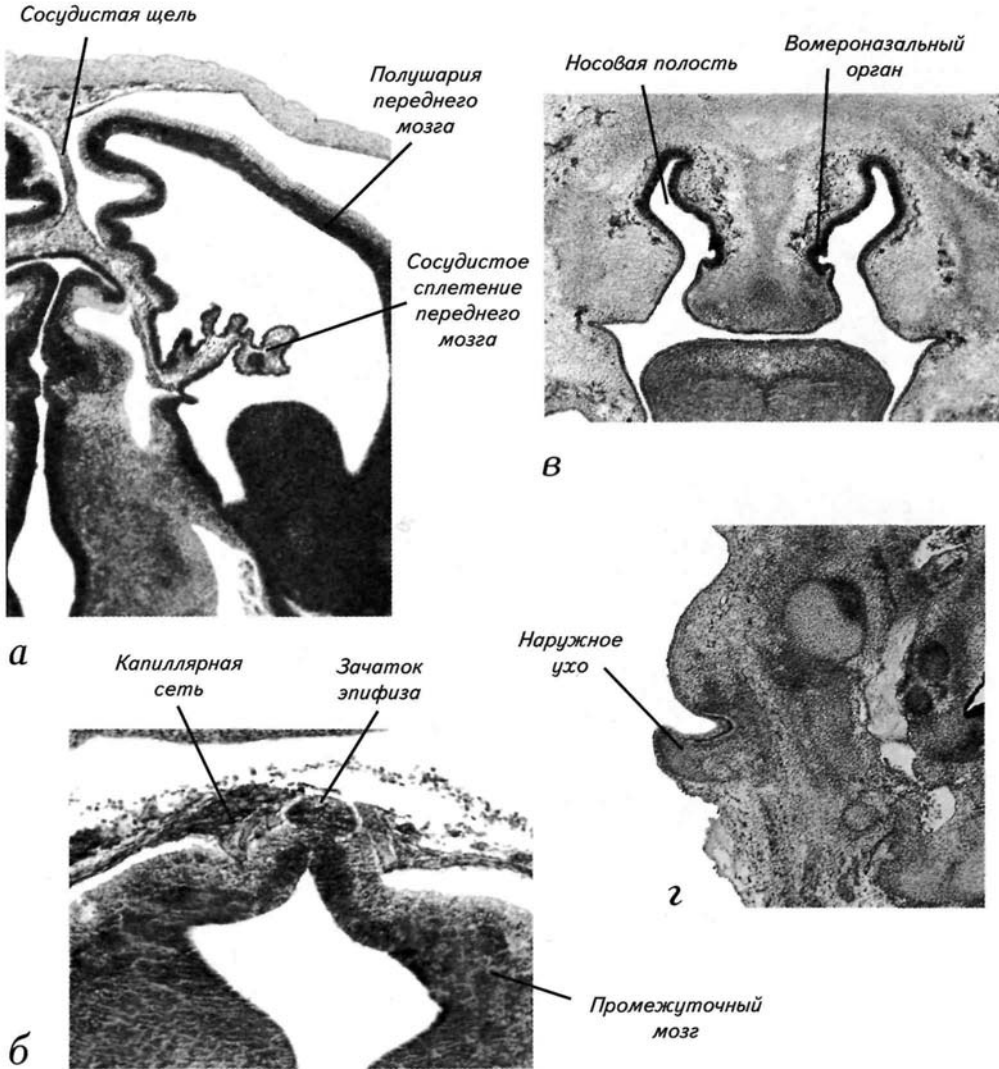 Сосудистая щель
Полушария
переднего
мозга
Сосудистое
сплетение
переднего
мозга
а
Носовая полость
Вомероназальный
орган
в
Капиллярная
сеть
Зачаток
эпифиза
Промежуточный
мозг
б
Наружное
ухо
г